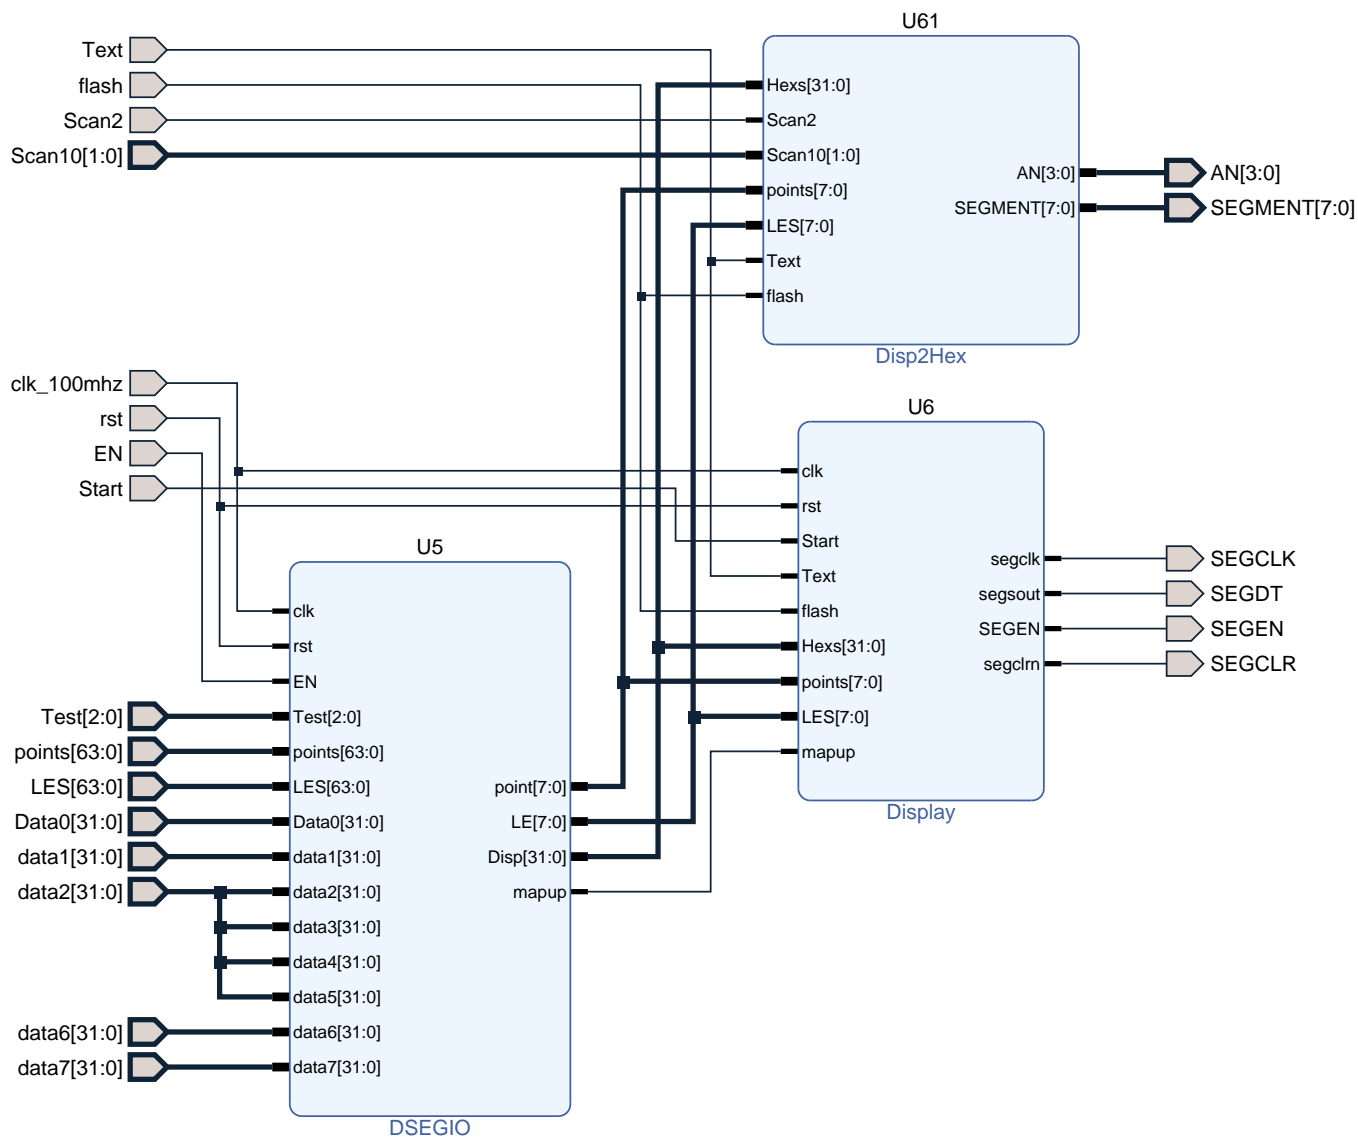 U61
Text
flash
Scan2
Scan10[1:0]
Hexs[31:0]
Scan2
Scan10[1:0]
points[7:0]
LES[7:0]
Text
flash
AN[3:0]
SEGMENT[7:0]
AN[3:0]
SEGMENT[7:0]
Disp2Hex
clk_100mhz
rst
EN
Start
U6
clk
rst
Start
Text
flash
Hexs[31:0]
points[7:0]
LES[7:0]
mapup
segclk
segsout
SEGEN
segclrn
SEGCLK
SEGDT
SEGEN
SEGCLR
Display
U5
clk
rst
EN
Test[2:0]
points[63:0]
LES[63:0]
Data0[31:0]
data1[31:0]
data2[31:0]
data6[31:0]
data7[31:0]
Test[2:0]
points[63:0]
LES[63:0]
Data0[31:0]
data1[31:0]
data2[31:0]
data3[31:0]
data4[31:0]
data5[31:0]
data6[31:0]
data7[31:0]
point[7:0]
LE[7:0]
Disp[31:0]
mapup
DSEGIO